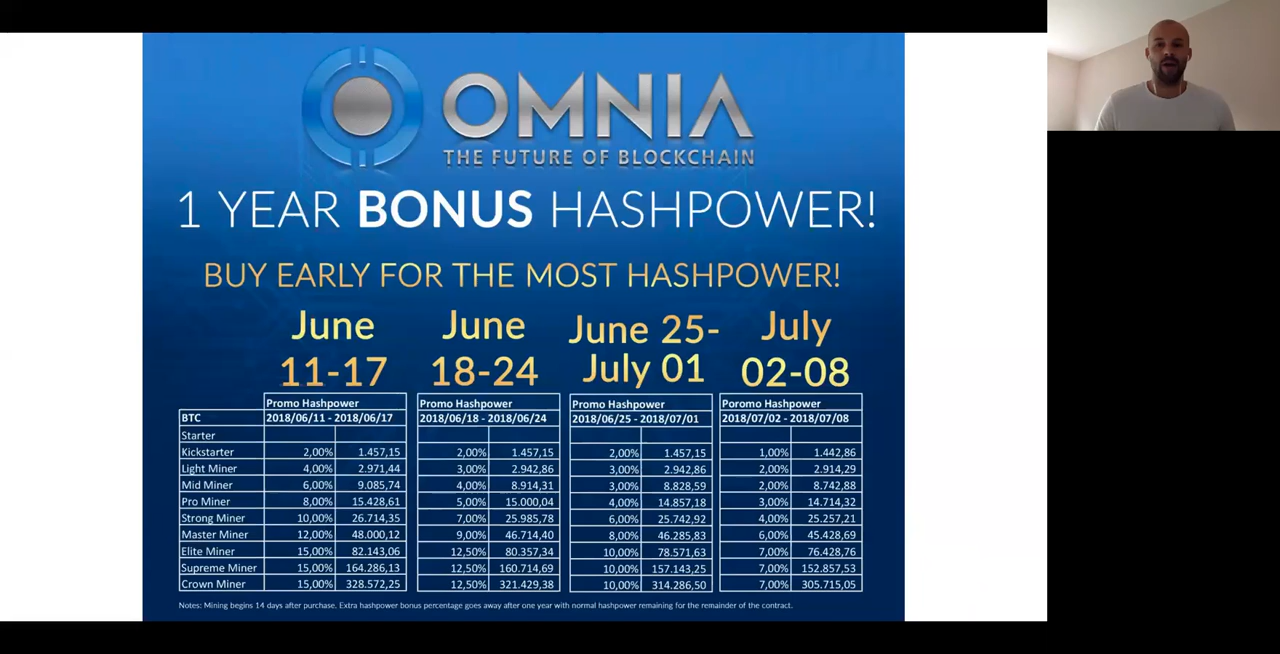 OMNIA
THE FUTURE OF BLOCKCHAIN
1 YEAR BONUS HASHPOWER!
BUY EARLY FOR THE MOST HASHPOWER!
June June June 25- July
11-17 18-24 July 01 02-08
Promo Hashpower Promo Hashpower Promo Hashpower Poromo Hashpower
BTC 2018/06/11 - 2018/06/17 2018/06/18 - 2018/06/24 2018/06/25 - 2018/07/01 2018/07/02 - 2018/07/08
Starter
Kickstarter 2,00% 1.457,15 2,00% 1.457,15 2,00% 1.457,15 1,00% 1.442,86
Light Miner 4,00% 2.971,44 3,00% 2.942,86 3,00% 2.942,86 2,00% 2.914,29
Mid Miner 6,00% 9.085,74 4,00% 8.914,31 3,00% 8.828,59 2,00% 8.742,88
Pro Miner 8,00% 15.428,61 5,00% 15.000,04 4,00% 14.857,18 3,00% 14.714,32
Strong Miner 10,00% 26.714,35 7,00% 25.985,78 6,00% 25.742,92 4,00% 25.257,21
Master Miner 12,00% 48.000,12 9,00% 46.714,40 8,00% 46.285,83 6,00% 45.428,69
Elite Miner 15,00% 82.143,06 12,50% 80.357,34 10,00% 78.571,63 7,00% 76.428,76
Supreme Miner 15,00% 164.286,13 12,50% 160.714,69 10,00% 157.143,25 7,00% 152.857,53
Crown Miner 15,00% 328.572,25 12,50% 321.429,38 10,00% 314.286,50 7,00% 305.715,05
Notes: Mining begins 14 days after purchase. Extra hashpower bonus percentage goes away after one year with normal hashpower remaining for the remainder of the contract.